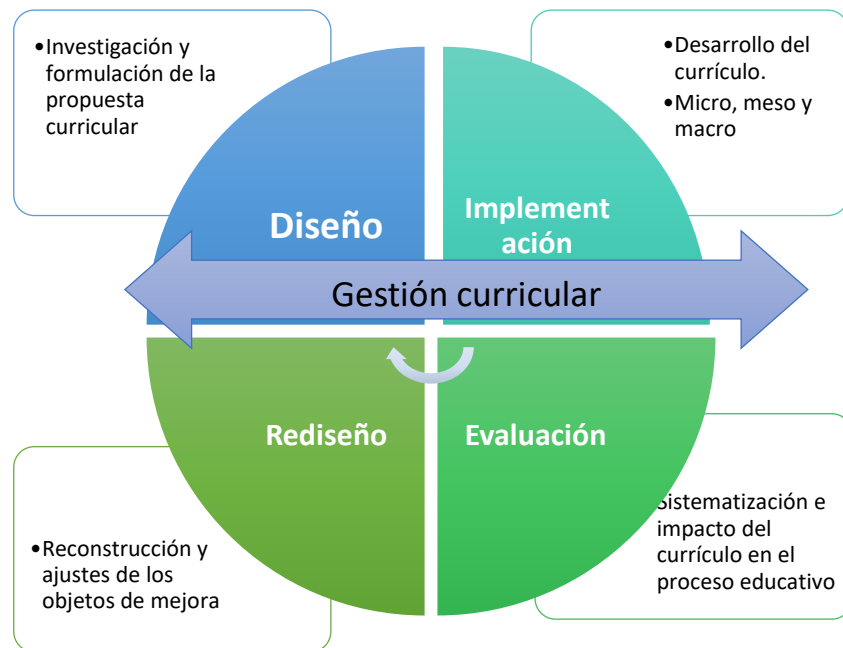 •Investigación y
formulación de la
propuesta
curricular
•Desarrollo del
currículo.
•Micro, meso y
macro
Diseño
Implement
ación
Gestión curricular
Rediseño
Evaluación
•Reconstrucción y
ajustes de los
objetos de mejora
Sistematización e
impacto del
currículo en el
proceso educativo